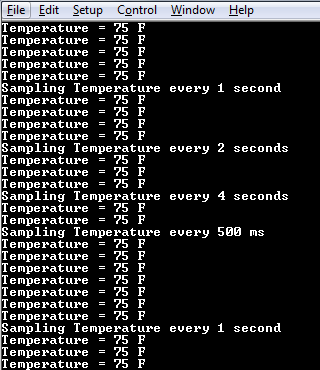 File Edit Setup Control Window Help
Temperature = 75 F
Temperature = 75 F
Temperature = 75 F
Temperature = 75 F
Temperature = 75 F
Sampling Temperature every 1 second
Temperature = 75 F
Temperature = 75 F
Temperature = 75 F
Temperature = 75 F
Sampling Temperature every 2 seconds
Temperature = 75 F
Temperature = 75 F
Temperature = 75 F
Sampling Temperature every 4 seconds
Temperature = 75 F
Temperature = 75 F
Sampling Temperature every 500 ms
Temperature = 75 F
Temperature = 75 F
Temperature = 75 F
Temperature = 75 F
Temperature = 75 F
Temperature = 75 F
Temperature = 75 F
Sampling Temperature every 1 second
Temperature = 75 F
Temperature = 75 F
Temperature = 75 F